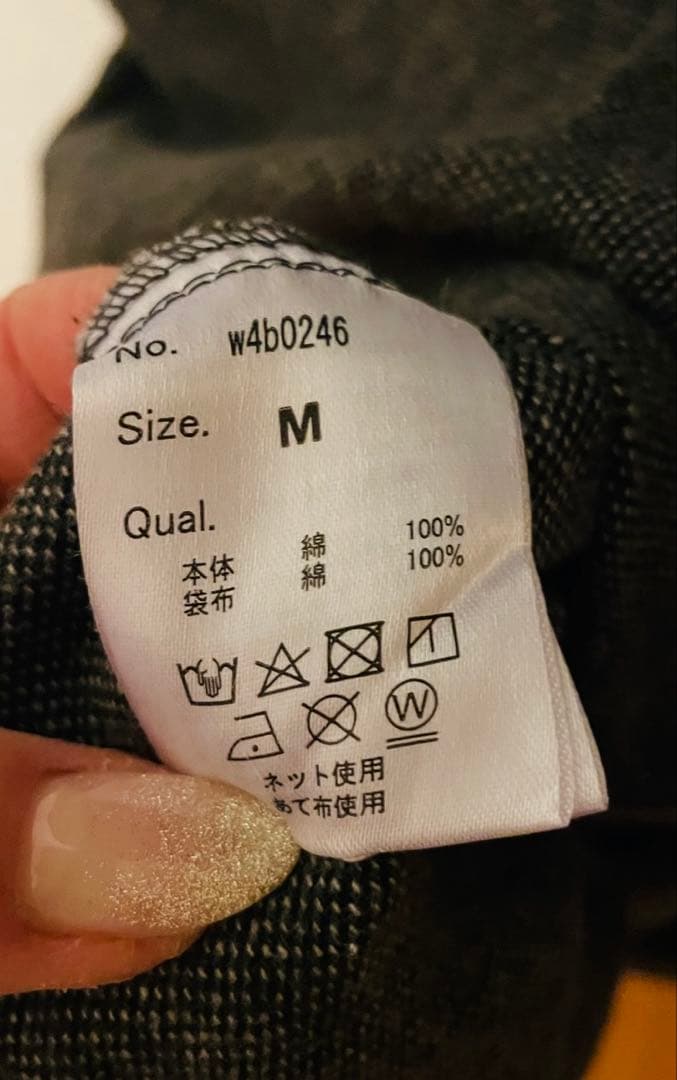 No. w4b0246
Size. M
Qual.
本体 綿 100%
袋布 綿 100%
W
ネット使用
あて布使用